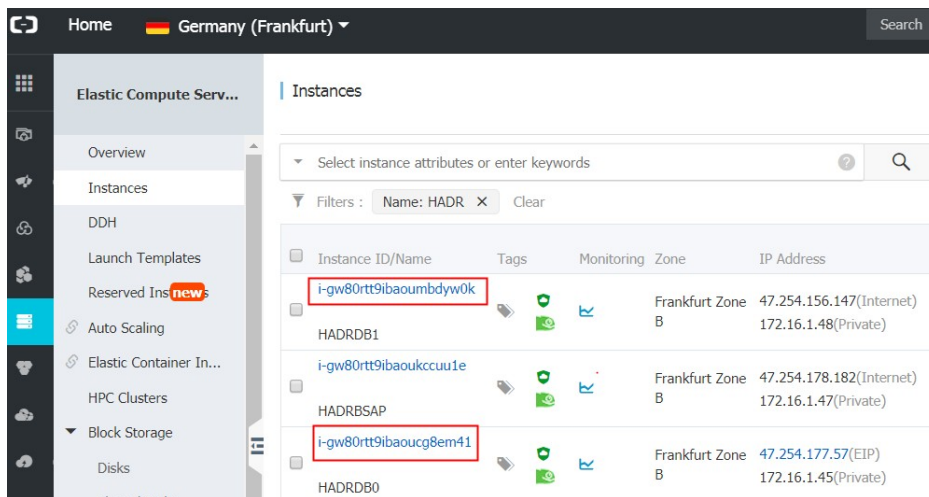 Home Germany (Frankfurt) Search
Elastic Compute Serv...
Overview
Instances
DDH
Launch Templates
Reserved Ins new s
Auto Scaling
Elastic Container In...
HPC Clusters
Block Storage
Disks
Instances
Select instance attributes or enter keywords
Filters : Name: HADR Clear
Instance ID/Name Tags Monitoring Zone IP Address
i-gw80rtt9ibaoumbdyw0k
HADRDB1
Frankfurt Zone B
47.254.156.147(Internet)
172.16.1.48(Private)
i-gw80rtt9ibaoukccuu1e
HADRBSAP
Frankfurt Zone B
47.254.178.182(Internet)
172.16.1.47(Private)
i-gw80rtt9ibaoucg8em41
HADRDB0
Frankfurt Zone B
47.254.177.57(EIP)
172.16.1.45(Private)